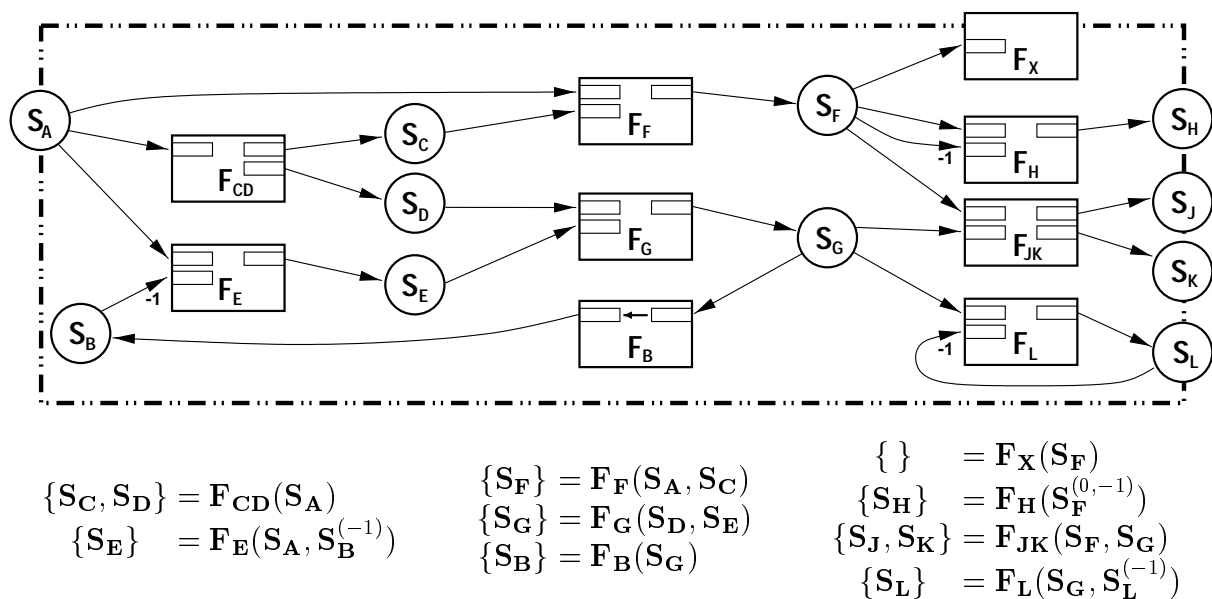 F_X
S_A
S_F
S_H
S_C
F_F
-1
F_H
F_CD
S_D
S_J
F_G
S_G
F_JK
F_E
S_E
S_K
-1
S_B
F_B
-1
F_L
S_L
{ } = F_X(S_F)
{S_C, S_D} = F_CD(S_A)
{S_F} = F_F(S_A, S_C)
{S_H} = F_H(S_F^(0,−1))
{S_E} = F_E(S_A, S_B^(−1))
{S_G} = F_G(S_D, S_E)
{S_J, S_K} = F_JK(S_F, S_G)
{S_B} = F_B(S_G)
{S_L} = F_L(S_G, S_L^(−1))